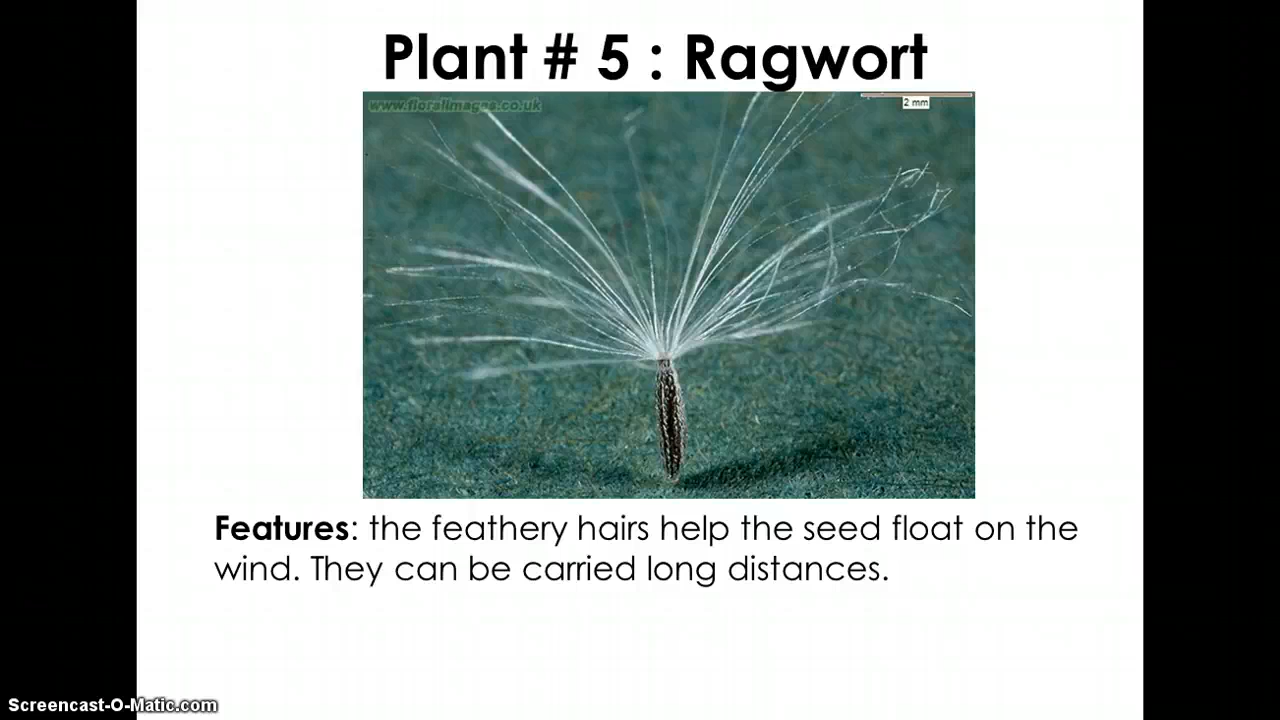 Plant # 5 : Ragwort
www.floralimages.co.uk
2 mm
Features: the feathery hairs help the seed float on the
wind. They can be carried long distances.
Screencast-O-Matic.com